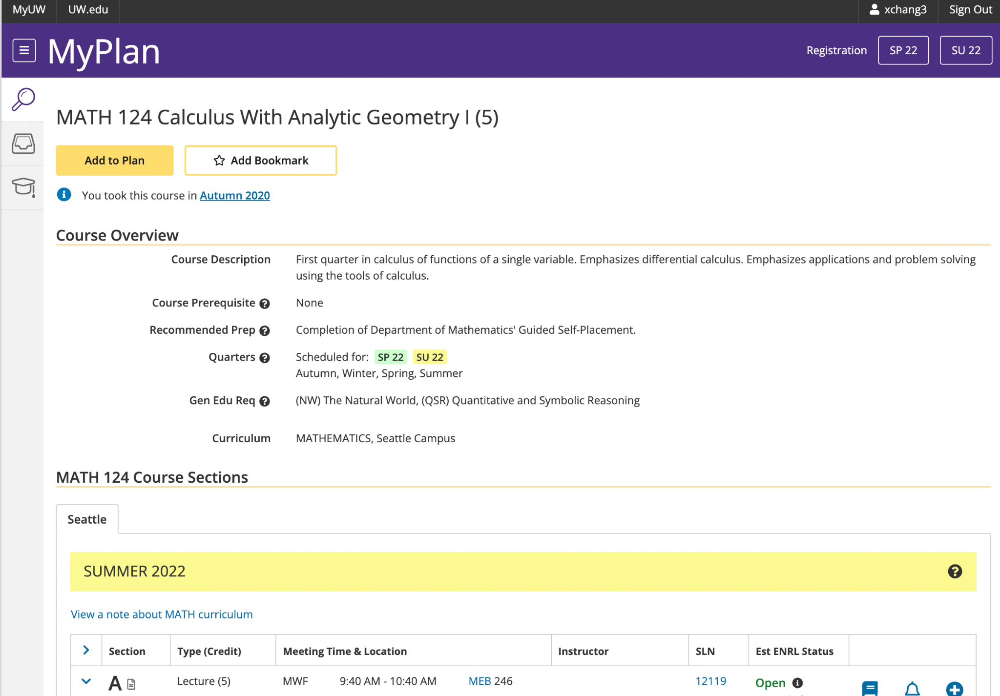 MyUW UW.edu xchang3 Sign Out
MyPlan Registration SP 22 SU 22
MATH 124 Calculus With Analytic Geometry I (5)
Add to Plan Add Bookmark
You took this course in Autumn 2020
Course Overview
Course Description First quarter in calculus of functions of a single variable. Emphasizes differential calculus. Emphasizes applications and problem solving
using the tools of calculus.
Course Prerequisite None
Recommended Prep Completion of Department of Mathematics' Guided Self-Placement.
Quarters Scheduled for: SP 22 SU 22
Autumn, Winter, Spring, Summer
Gen Edu Req (NW) The Natural World, (QSR) Quantitative and Symbolic Reasoning
Curriculum MATHEMATICS, Seattle Campus
MATH 124 Course Sections
Seattle
SUMMER 2022
View a note about MATH curriculum
Section Type (Credit) Meeting Time & Location Instructor SLN Est ENRL Status
A Lecture (5) MWF 9:40 AM - 10:40 AM MEB 246 12119 Open